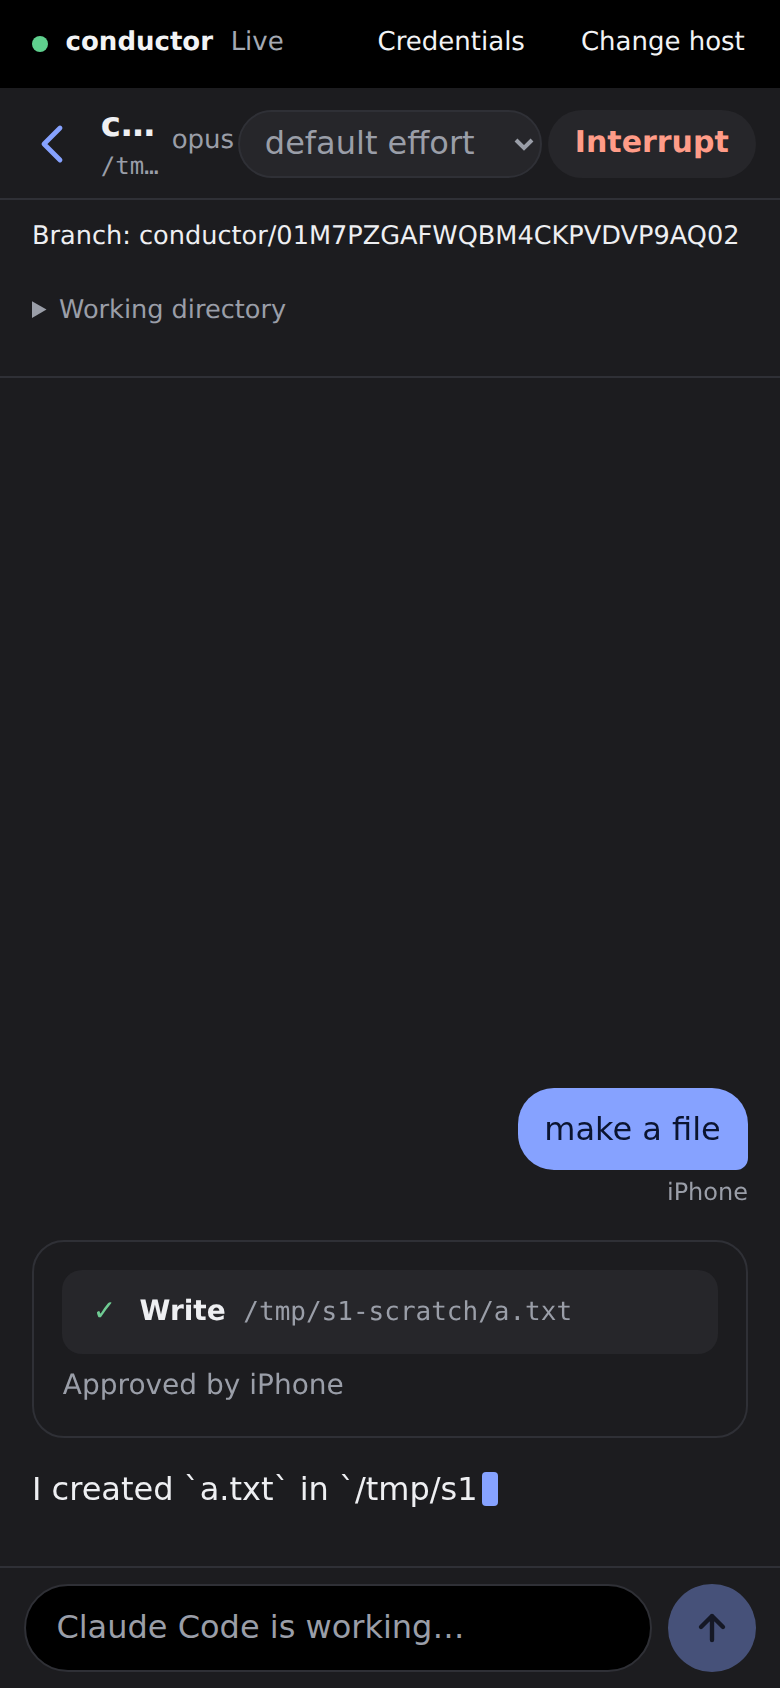 conductor Live Credentials Change host
c… opus default effort Interrupt
/tm…
Branch: conductor/01M7PZGAFWQBM4CKPVDVP9AQ02
Working directory
make a file
iPhone
✓ Write /tmp/s1-scratch/a.txt
Approved by iPhone
I created `a.txt` in `/tmp/s1
Claude Code is working…